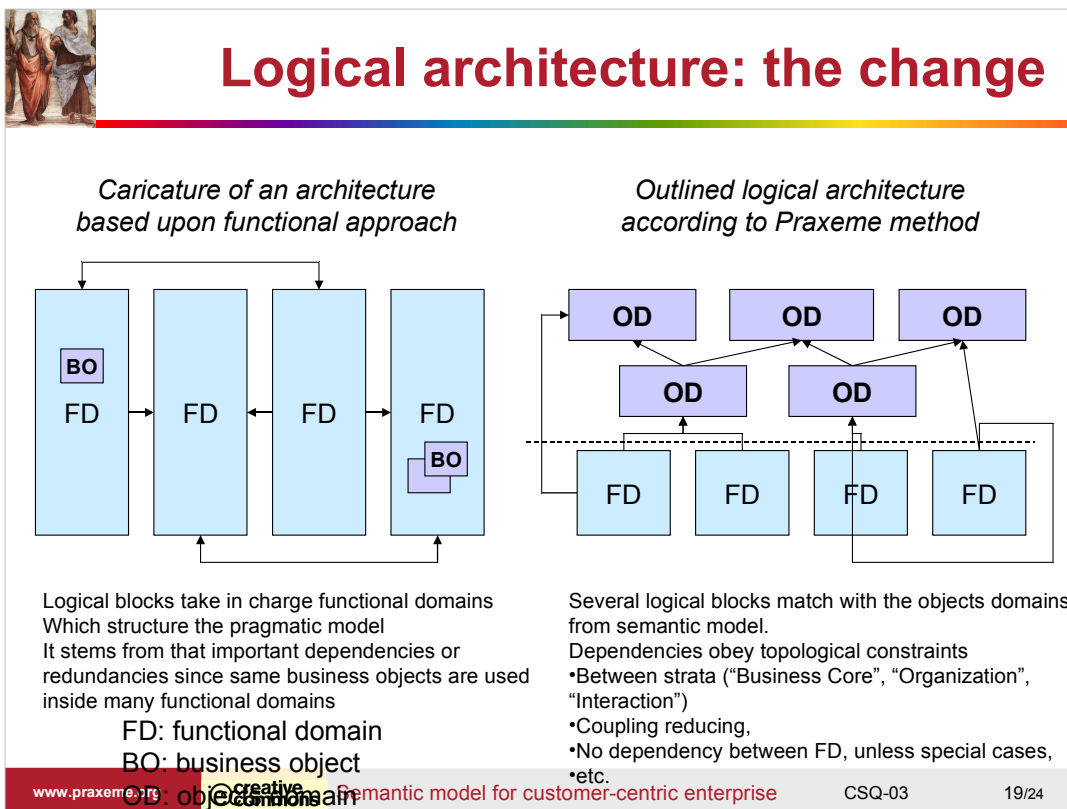 Logical architecture: the change
Caricature of an architecture
based upon functional approach
BO
FD
FD
FD
FD
BO
Logical blocks take in charge functional domains
Which structure the pragmatic model
It stems from that important dependencies or
redundancies since same business objects are used
inside many functional domains
FD: functional domain
BO: business object
OD: objects domain
Outlined logical architecture
according to Praxeme method
OD
OD
OD
OD
OD
FD
FD
FD
FD
Several logical blocks match with the objects domains
from semantic model.
Dependencies obey topological constraints
•Between strata (“Business Core”, “Organization”,
“Interaction”)
•Coupling reducing,
•No dependency between FD, unless special cases,
•etc.
www.praxeme.org
creative
commons
Semantic model for customer-centric enterprise
CSQ-03
19/24